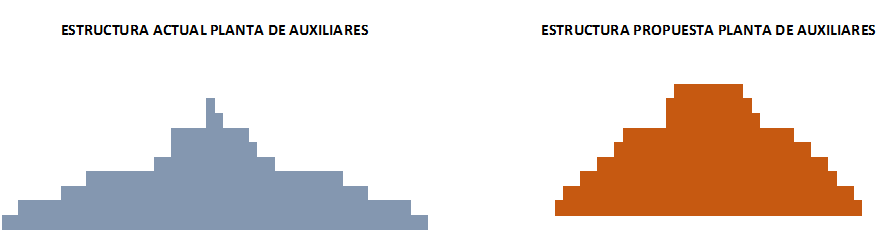 ESTRUCTURA ACTUAL PLANTA DE AUXILIARES
ESTRUCTURA PROPUESTA PLANTA DE AUXILIARES